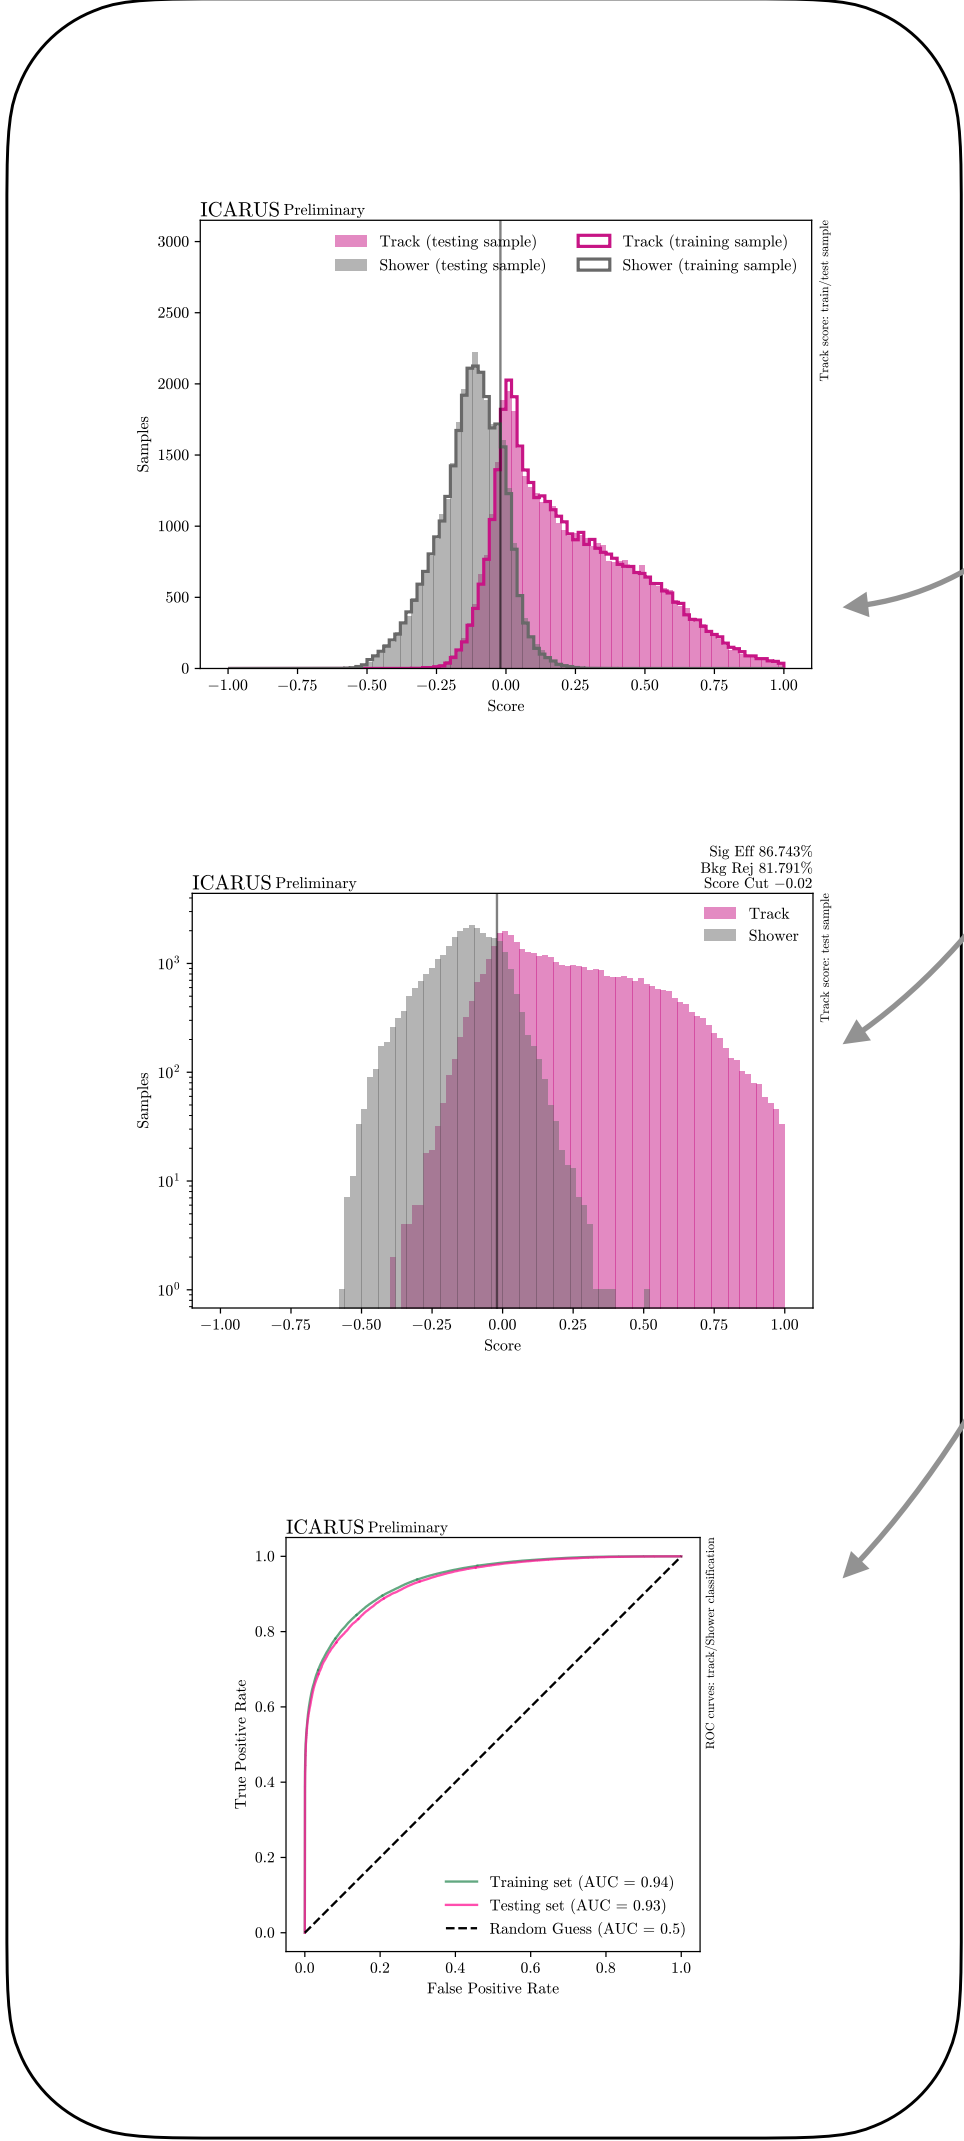 ICARUS Preliminary
Track (testing sample)
Shower (testing sample)
Track (training sample)
Shower (training sample)
Track score: train/test sample
Samples
3000
2500
2000
1500
1000
500
0
−1.00 −0.75 −0.50 −0.25 0.00 0.25 0.50 0.75 1.00
Score
Sig Eff 86.743%
Bkg Rej 81.791%
Score Cut −0.02
ICARUS Preliminary
Track
Shower
Track score: test sample
Samples
10³
10²
10¹
10⁰
−1.00 −0.75 −0.50 −0.25 0.00 0.25 0.50 0.75 1.00
Score
ICARUS Preliminary
ROC curves: track/Shower classification
True Positive Rate
1.0
0.8
0.6
0.4
0.2
0.0
Training set (AUC = 0.94)
Testing set (AUC = 0.93)
Random Guess (AUC = 0.5)
0.0 0.2 0.4 0.6 0.8 1.0
False Positive Rate